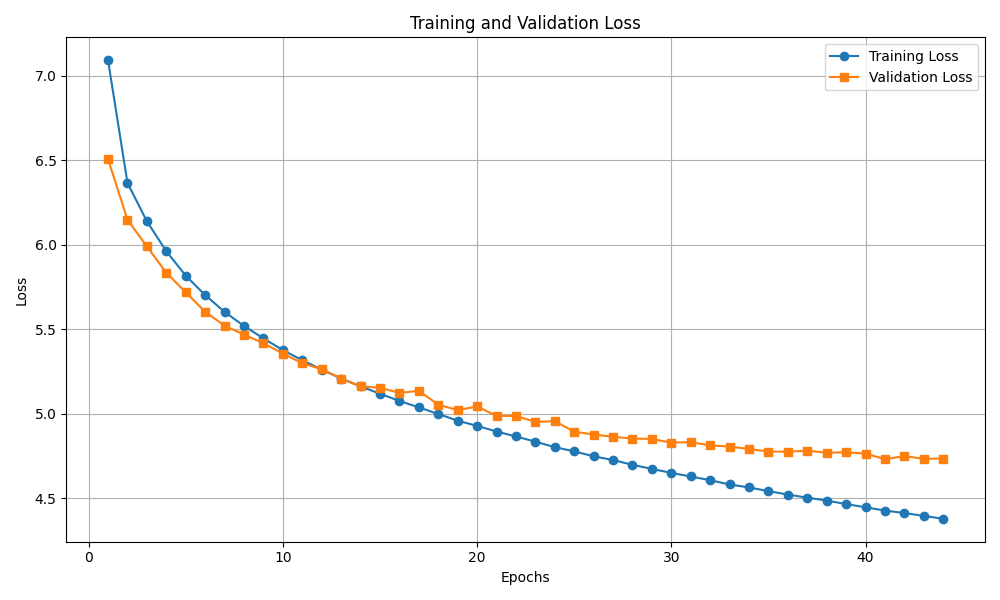 Training and Validation Loss
Training Loss
Validation Loss
7.0
6.5
6.0
5.5
5.0
4.5
Loss
0 10 20 30 40
Epochs